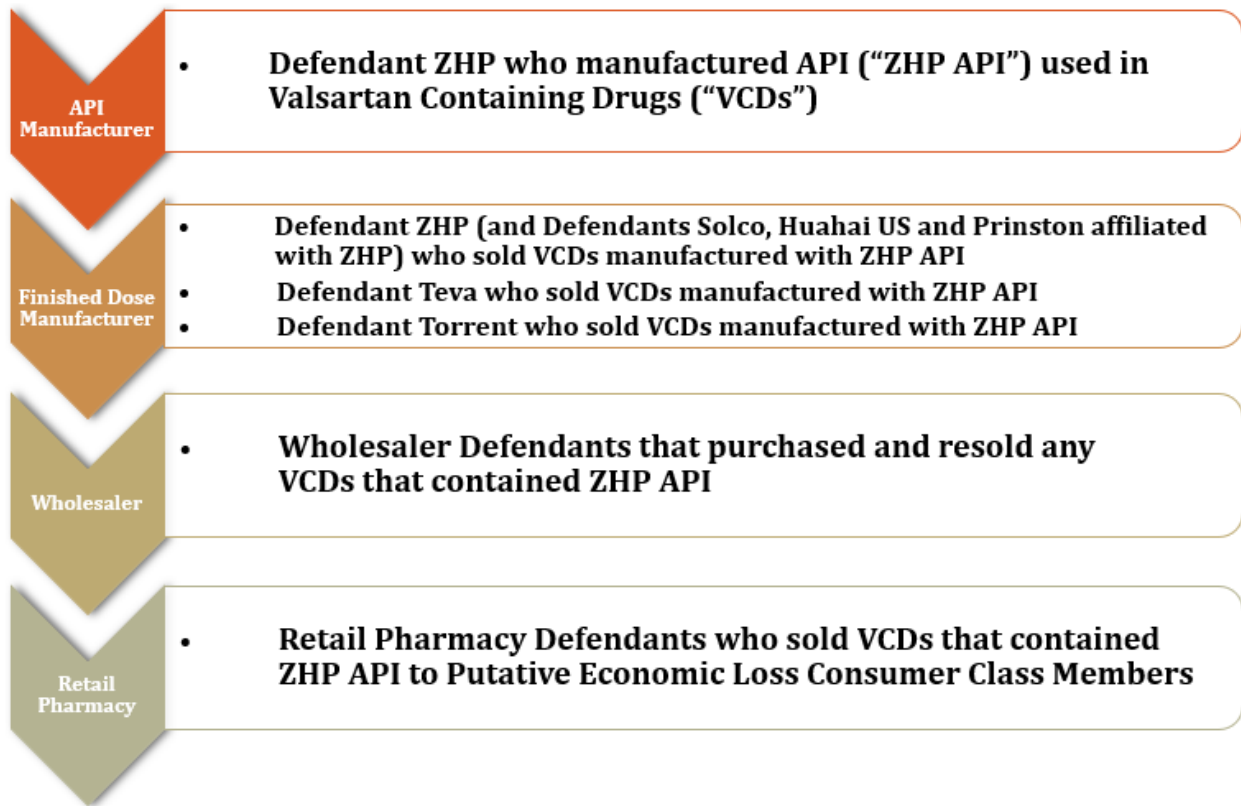 API
Manufacturer
• Defendant ZHP who manufactured API (“ZHP API”) used in
Valsartan Containing Drugs (“VCDs”)
Finished Dose
Manufacturer
• Defendant ZHP (and Defendants Solco, Huahai US and Prinston affiliated
with ZHP) who sold VCDs manufactured with ZHP API
• Defendant Teva who sold VCDs manufactured with ZHP API
• Defendant Torrent who sold VCDs manufactured with ZHP API
Wholesaler
• Wholesaler Defendants that purchased and resold any
VCDs that contained ZHP API
Retail
Pharmacy
• Retail Pharmacy Defendants who sold VCDs that contained
ZHP API to Putative Economic Loss Consumer Class Members